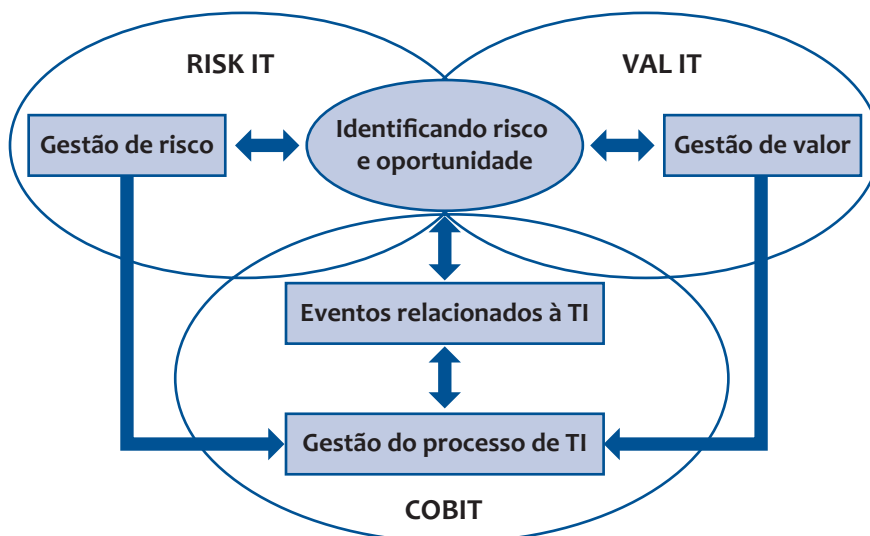 RISK IT
VAL IT
Gestão de risco
Identificando risco
e oportunidade
Gestão de valor
Eventos relacionados à TI
Gestão do processo de TI
COBIT